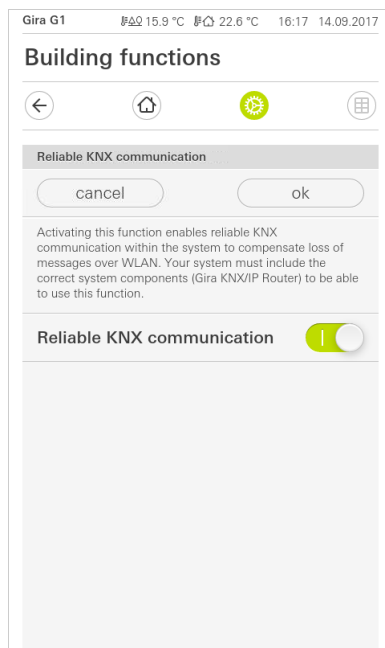 Gira G1 15.9 °C 22.6 °C 16:17 14.09.2017
Building functions
Reliable KNX communication
cancel ok
Activating this function enables reliable KNX
communication within the system to compensate loss of
messages over WLAN. Your system must include the
correct system components (Gira KNX/IP Router) to be able
to use this function.
Reliable KNX communication